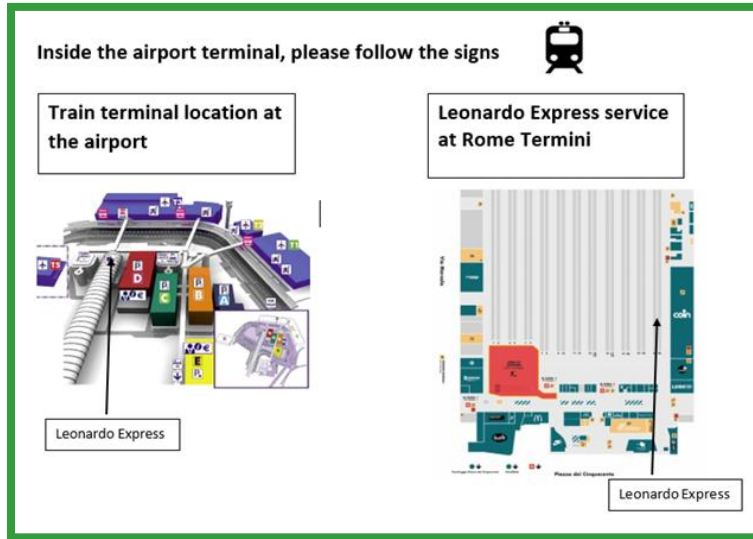 Inside the airport terminal, please follow the signs
Train terminal location at
the airport
Leonardo Express service
at Rome Termini
T3
T2
T1
T5
P
D
P
C
P
B
P
A
E
P
Leonardo Express
Via Marsala
coin
Piazza dei Cinquecento
Leonardo Express